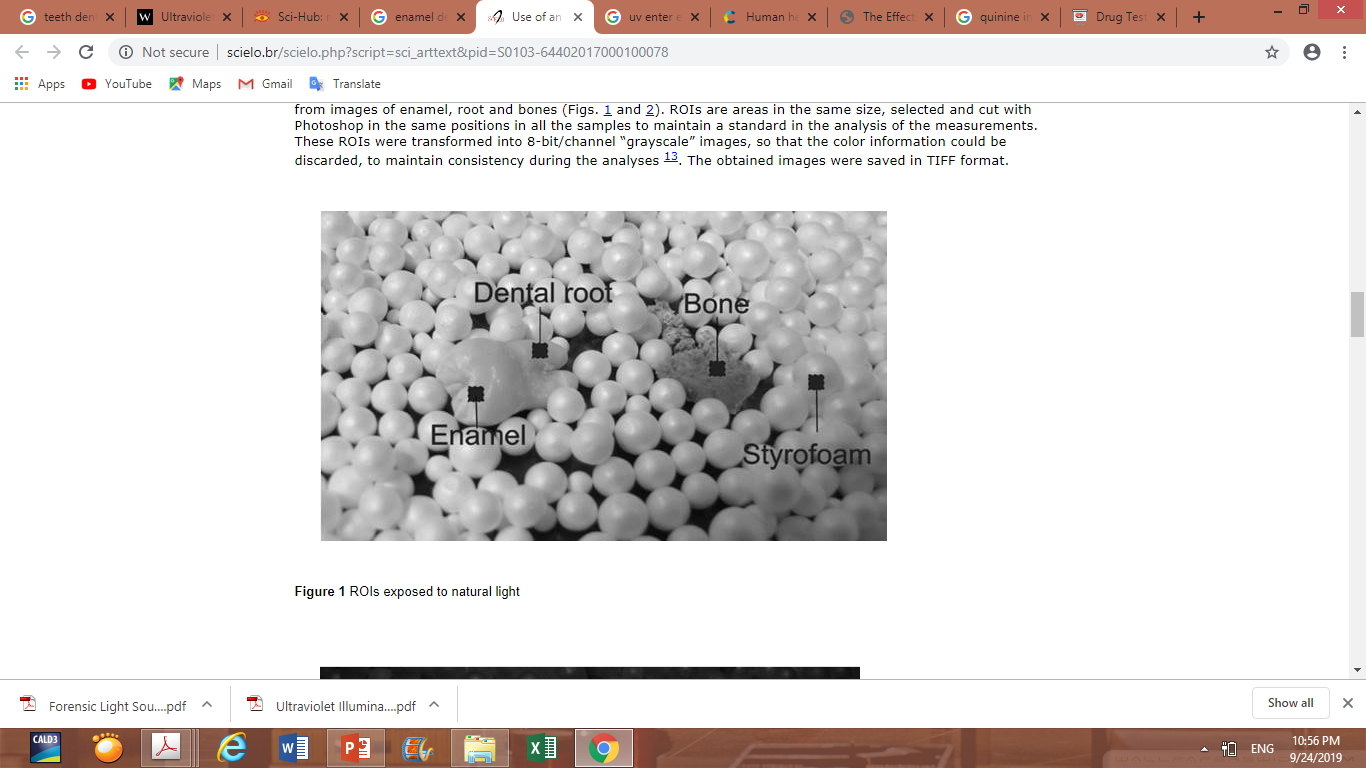 teeth den
Ultraviole
Sci-Hub:
enamel d
Use of an
uv enter e
Human h
The Effect
quinine i
Drug Tes
Not secure
scielo.br/scielo.php?script=sci_arttext&pid=S0103-64402017000100078
Apps
YouTube
Maps
Gmail
Translate
from images of enamel, root and bones (Figs. 1 and 2). ROIs are areas in the same size, selected and cut with
Photoshop in the same positions in all the samples to maintain a standard in the analysis of the measurements.
These ROIs were transformed into 8-bit/channel “grayscale” images, so that the color information could be
discarded, to maintain consistency during the analyses 13. The obtained images were saved in TIFF format.
Dental root
Bone
Enamel
Styrofoam
Figure 1 ROIs exposed to natural light
Forensic Light Sou....pdf
Ultraviolet Illumina....pdf
Show all
CALD3
ENG
10:56 PM
9/24/2019